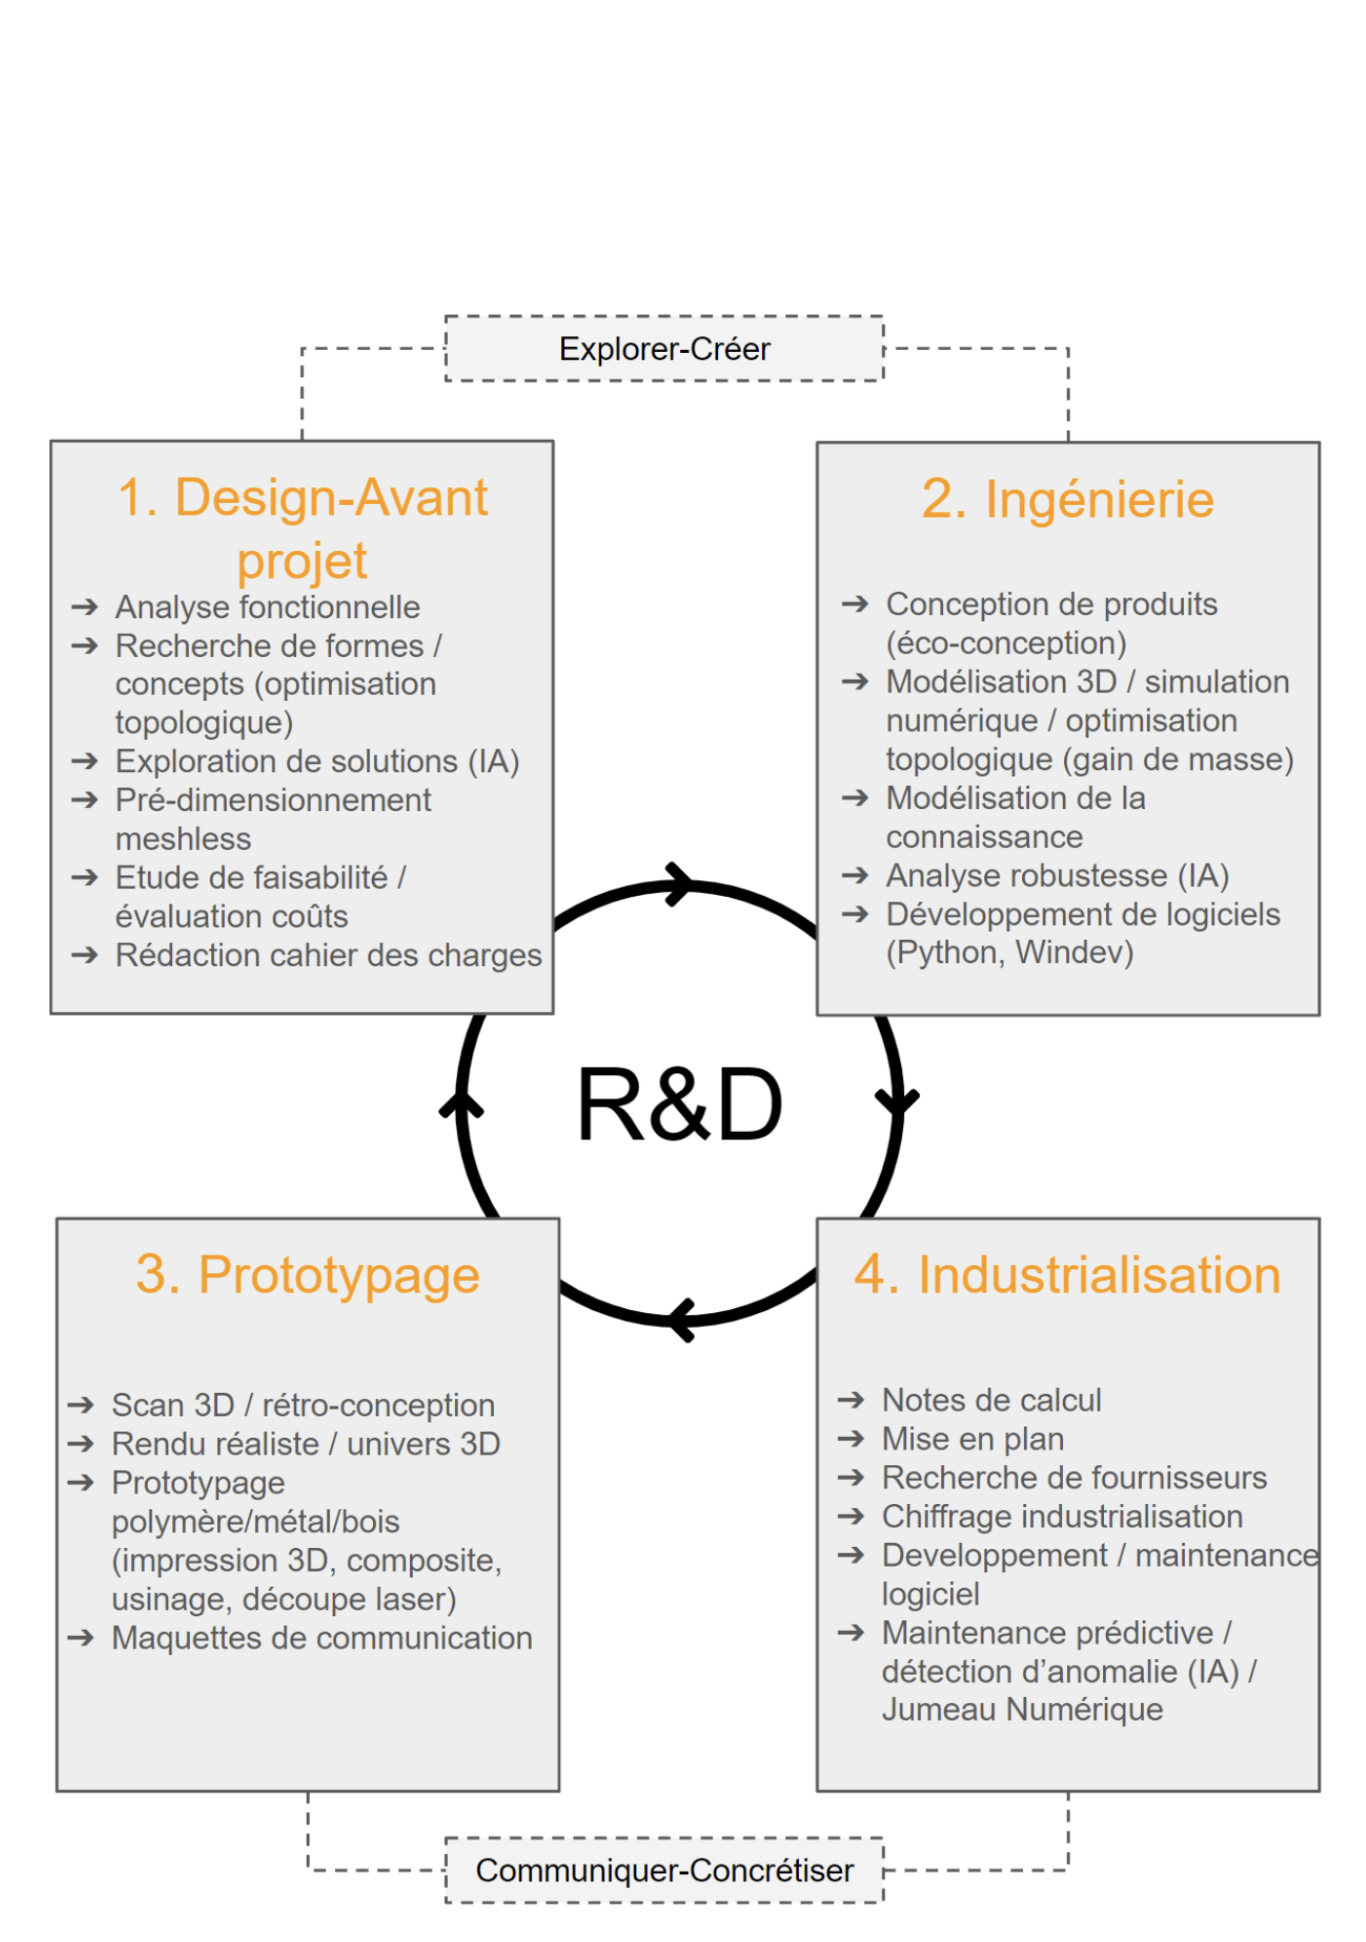 Explorer-Créer
1. Design-Avant
projet
➔ Analyse fonctionnelle
➔ Recherche de formes /
concepts (optimisation
topologique)
➔ Exploration de solutions (IA)
➔ Pré-dimensionnement
meshless
➔ Etude de faisabilité /
évaluation coûts
➔ Rédaction cahier des charges
2. Ingénierie
➔ Conception de produits
(éco-conception)
➔ Modélisation 3D / simulation
numérique / optimisation
topologique (gain de masse)
➔ Modélisation de la
connaissance
➔ Analyse robustesse (IA)
➔ Développement de logiciels
(Python, Windev)
R&D
3. Prototypage
➔ Scan 3D / rétro-conception
➔ Rendu réaliste / univers 3D
➔ Prototypage
polymère/métal/bois
(impression 3D, composite,
usinage, découpe laser)
➔ Maquettes de communication
4. Industrialisation
➔ Notes de calcul
➔ Mise en plan
➔ Recherche de fournisseurs
➔ Chiffrage industrialisation
➔ Developpement / maintenance
logiciel
➔ Maintenance prédictive /
détection d’anomalie (IA) /
Jumeau Numérique
Communiquer-Concrétiser